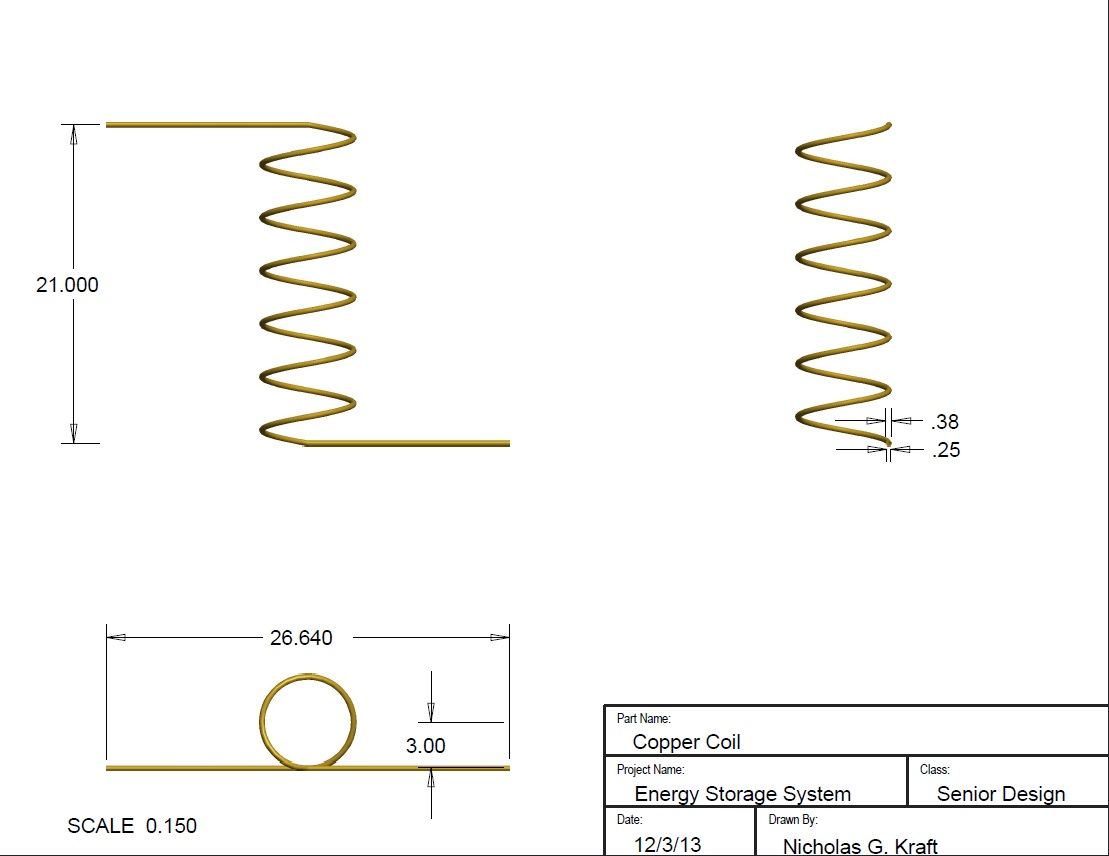 21.000
.38
.25
26.640
3.00
SCALE 0.150
Part Name:
Copper Coil
Project Name:
Energy Storage System
Class:
Senior Design
Date:
12/3/13
Drawn By:
Nicholas G. Kraft